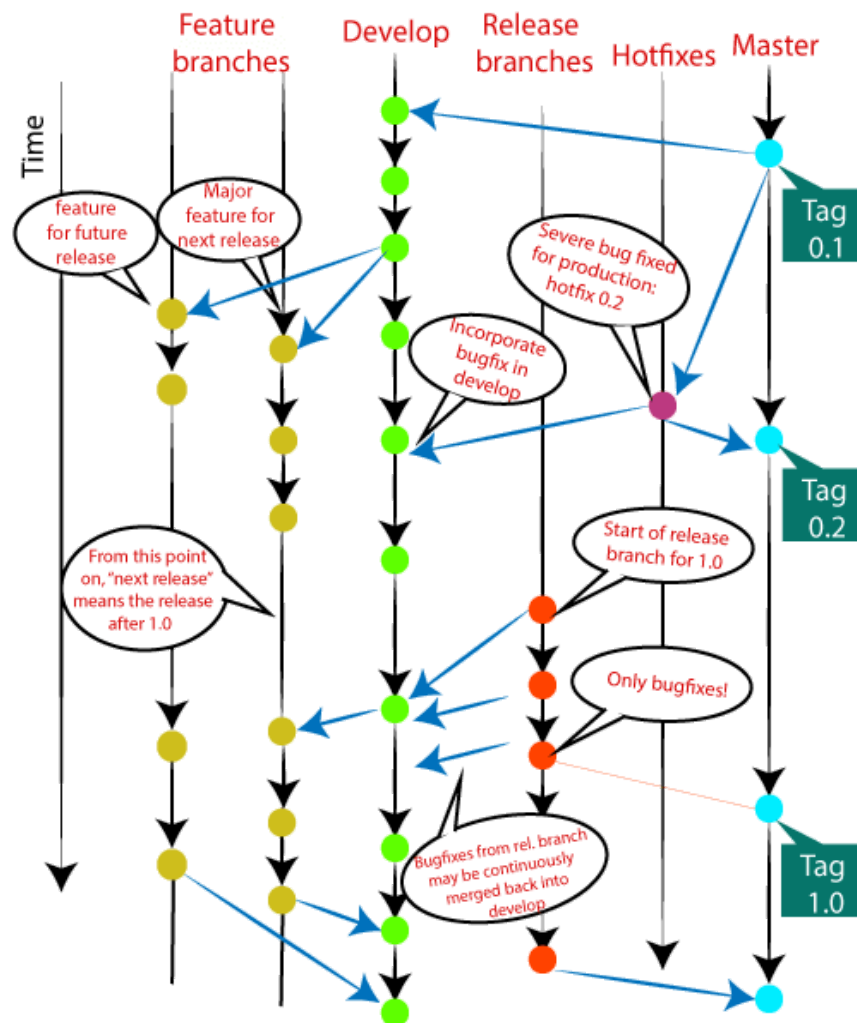 Feature
branches
Develop
Release
branches
Hotfixes
Master
Time
Tag
0.1
feature
for future
release
Major
feature for
next release
Severe bug fixed
for production:
hotfix 0.2
Incorporate
bugfix in
develop
Tag
0.2
From this point
on, “next release”
means the release
after 1.0
Start of release
branch for 1.0
Only bugfixes!
Bugfixes from rel. branch
may be continuously
merged back into
develop
Tag
1.0